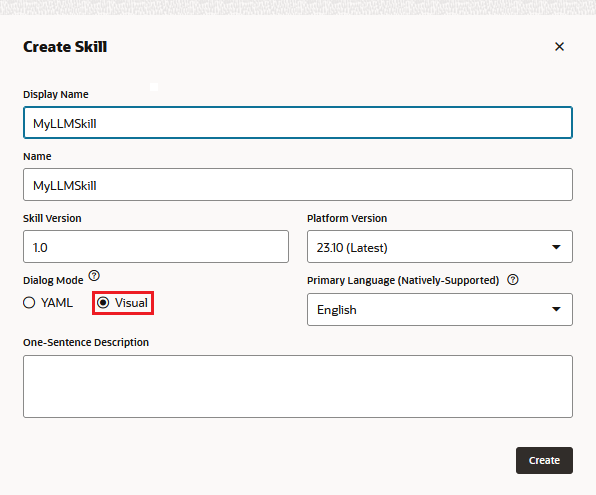 Create Skill
Display Name
MyLLMSkill
Name
MyLLMSkill
Skill Version
Platform Version
1.0
23.10 (Latest)
Dialog Mode
Primary Language (Natively-Supported)
YAML
Visual
English
One-Sentence Description
Create